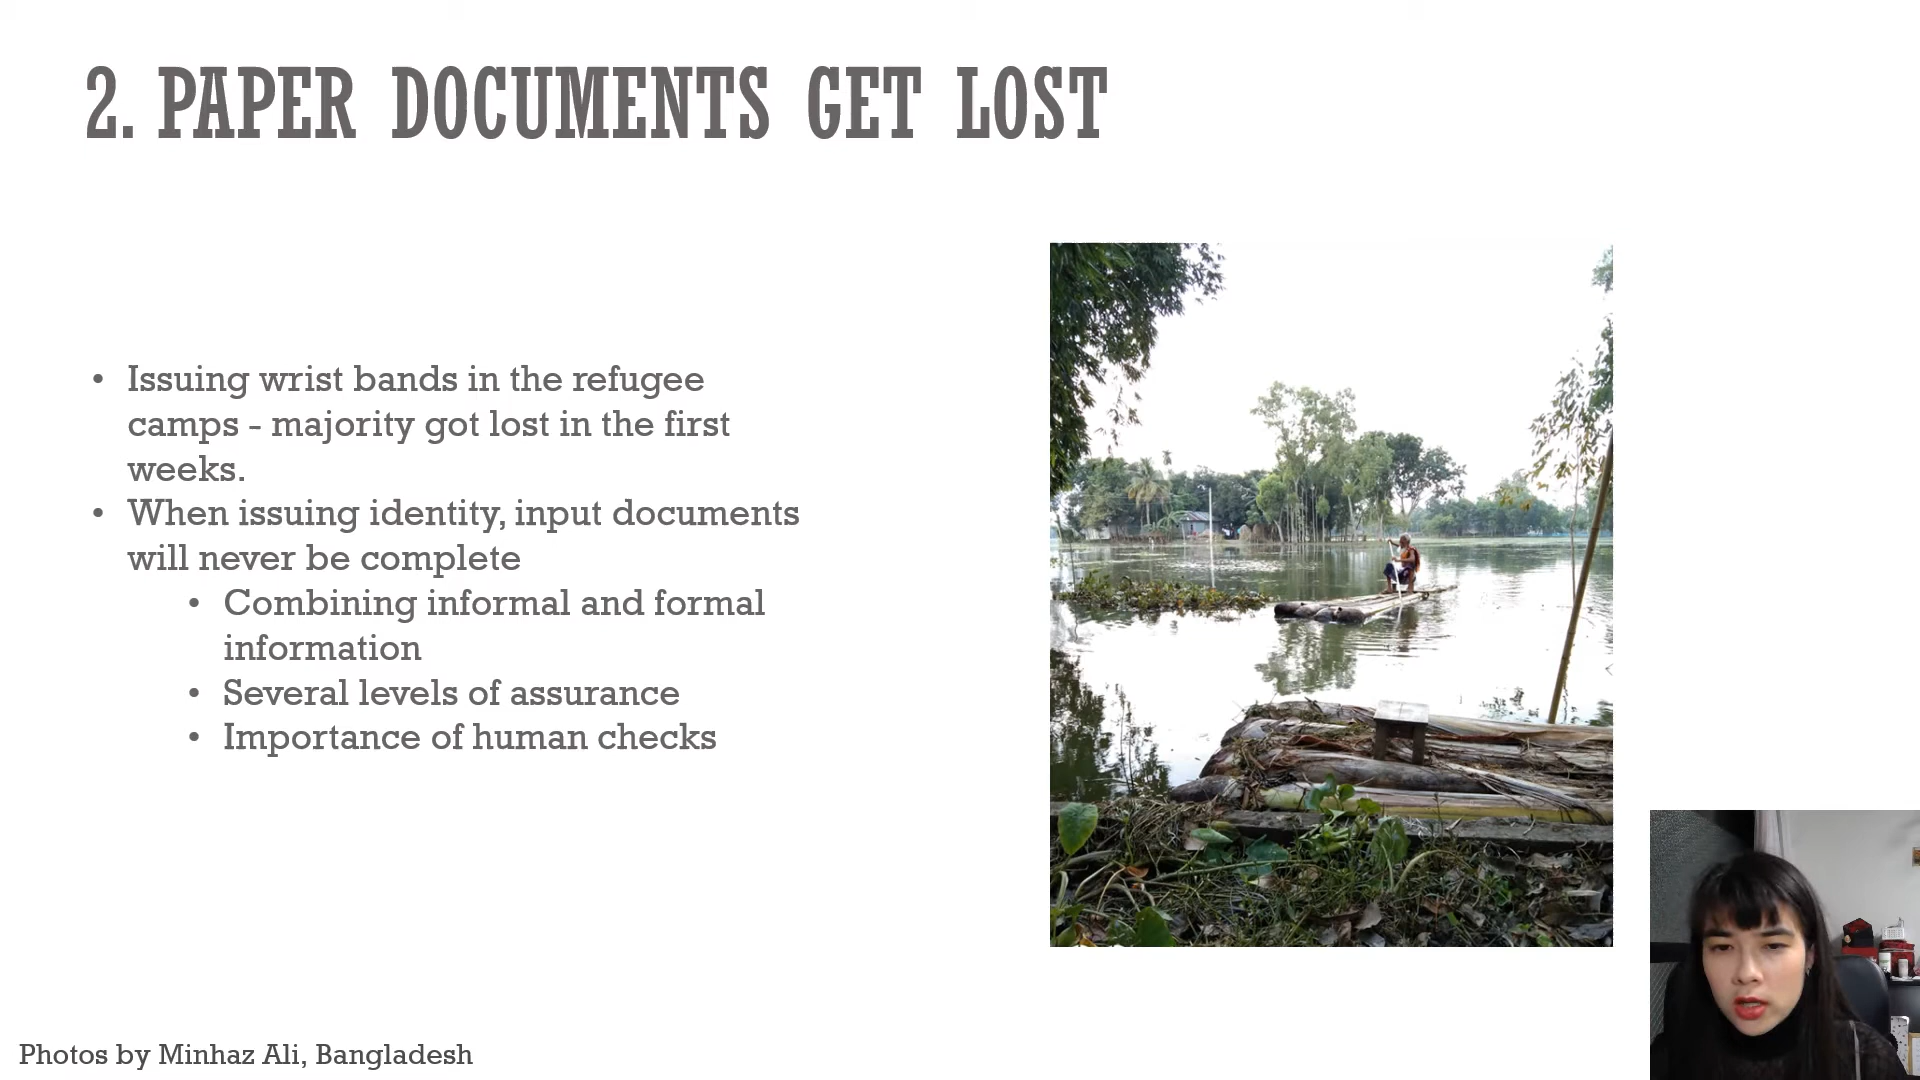 2. PAPER DOCUMENTS GET LOST
• Issuing wrist bands in the refugee
camps - majority got lost in the first
weeks.
• When issuing identity, input documents
will never be complete
• Combining informal and formal
information
• Several levels of assurance
• Importance of human checks
Photos by Minhaz Ali, Bangladesh